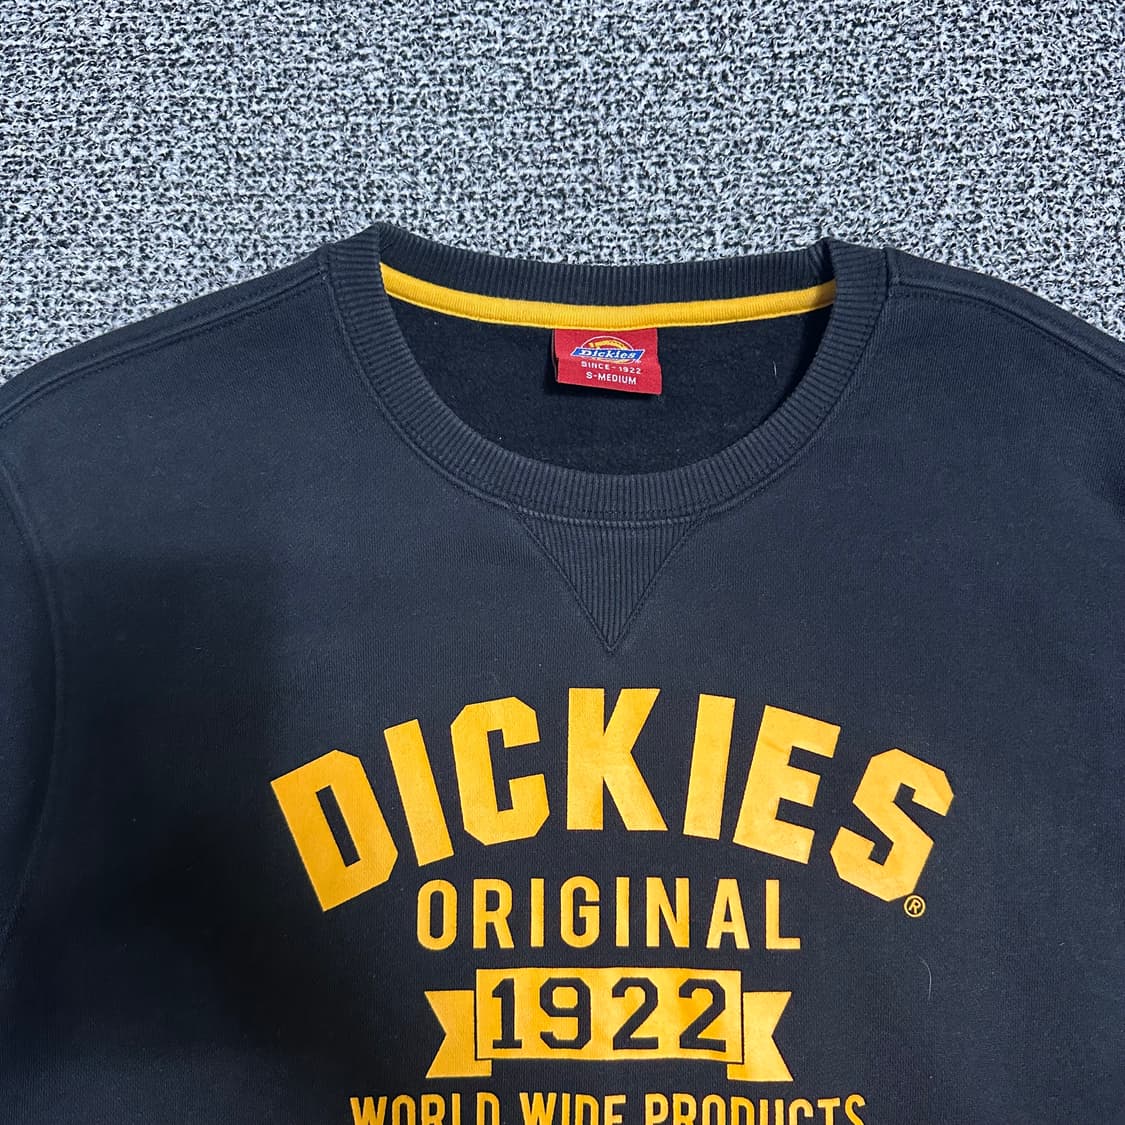 Dickies
SINCE-1922
S-MEDIUM
DICKIES®
ORIGINAL
1922
WORLD WIDE PRODUCTS